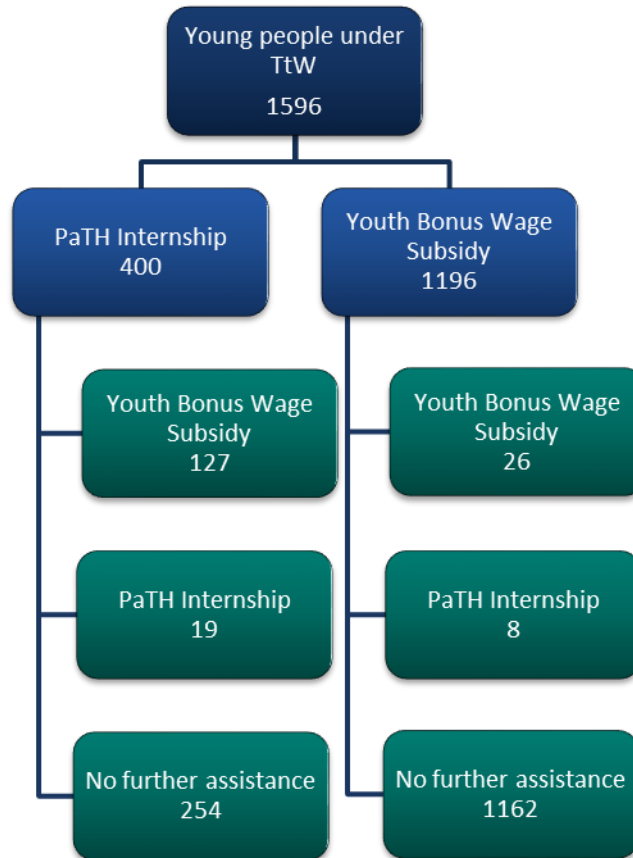 Young people under
TtW
1596
PaTH Internship
400
Youth Bonus Wage
Subsidy
1196
Youth Bonus Wage
Subsidy
127
Youth Bonus Wage
Subsidy
26
PaTH Internship
19
PaTH Internship
8
No further assistance
254
No further assistance
1162